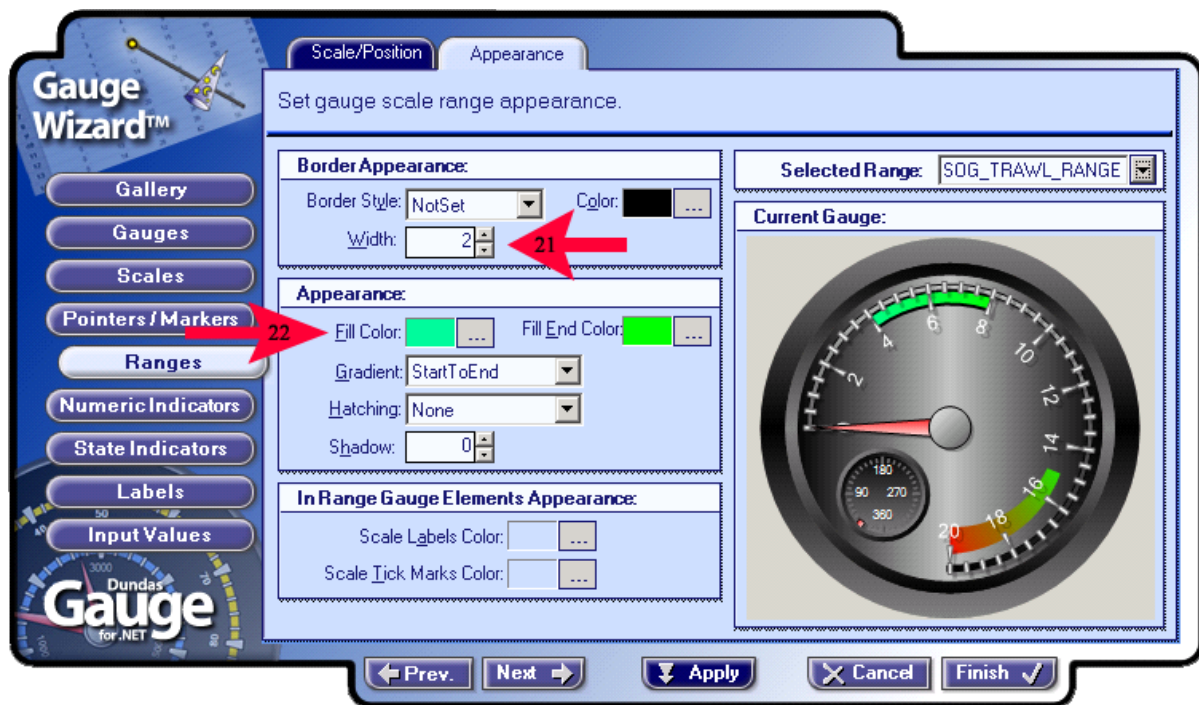 Gauge
Wizard™
Gallery
Gauges
Scales
Pointers / Markers
Ranges
Numeric Indicators
State Indicators
Labels
Input Values
Dundas
Gauge
for .NET
Scale/Position
Appearance
Set gauge scale range appearance.
Border Appearance:
Border Style: NotSet Color: ...
Width: 2 21
Appearance:
22 Fill Color: ... Fill End Color: ...
Gradient: StartToEnd
Hatching: None
Shadow: 0
In Range Gauge Elements Appearance:
Scale Labels Color: ...
Scale Tick Marks Color: ...
Selected Range: SOG_TRAWL_RANGE
Current Gauge:
2
4
6
8
10
12
14
16
18
20
180
90 270
360
Prev. Next Apply Cancel Finish
50
3000
70
80